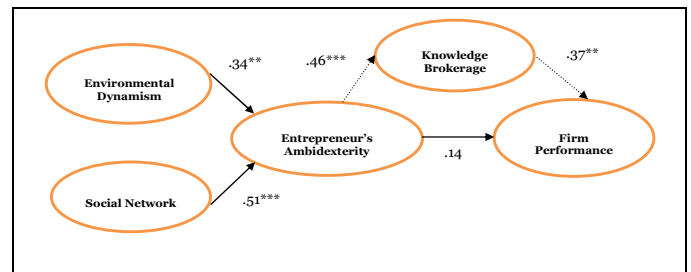 Knowledge
Brokerage
.34**
.46***
.37**
Environmental
Dynamism
Entrepreneur's
Ambidexterity
Firm
Performance
.14
Social Network
.51***